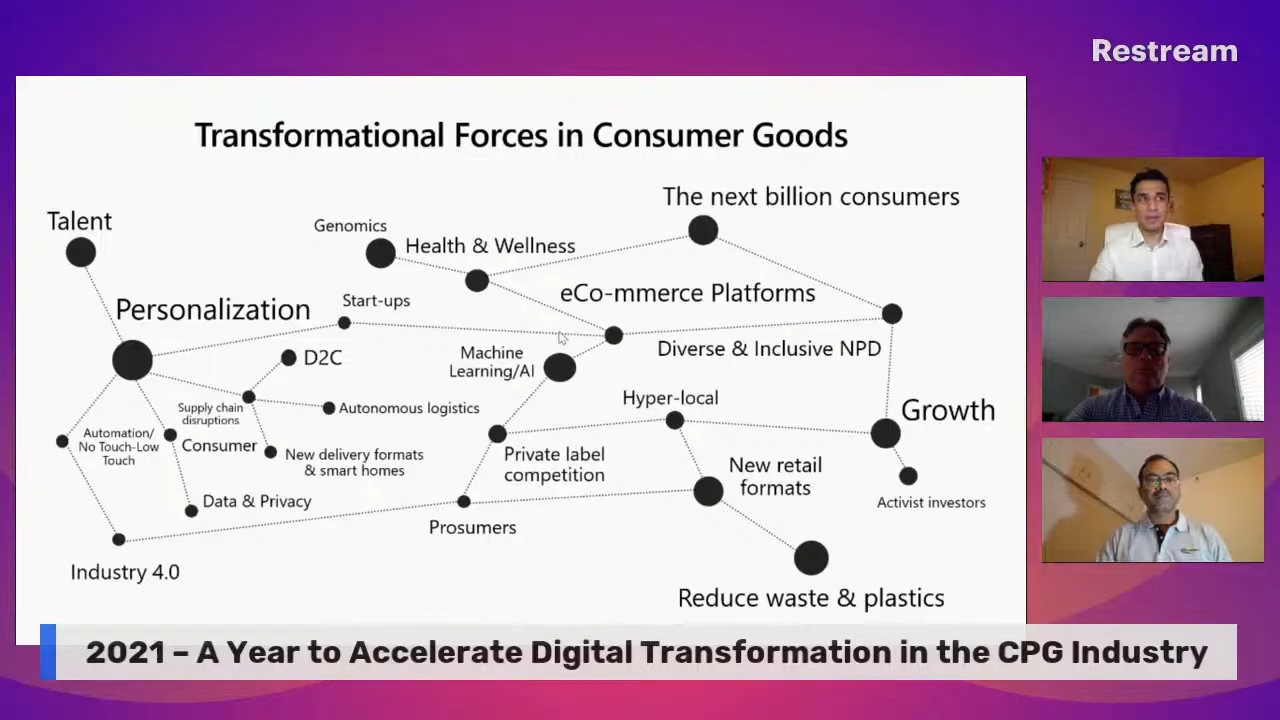 Restream
Transformational Forces in Consumer Goods
The next billion consumers
Talent
Genomics
Health & Wellness
eCo-mmerce Platforms
Personalization
Start-ups
Diverse & Inclusive NPD
Machine
Learning/AI
D2C
Hyper-local
Supply chain
disruptions
Autonomous logistics
Growth
Automation/
No Touch-Low
Touch
Consumer
New delivery formats
& smart homes
Private label
competition
New retail
formats
Data & Privacy
Activist investors
Prosumers
Industry 4.0
Reduce waste & plastics
2021 – A Year to Accelerate Digital Transformation in the CPG Industry